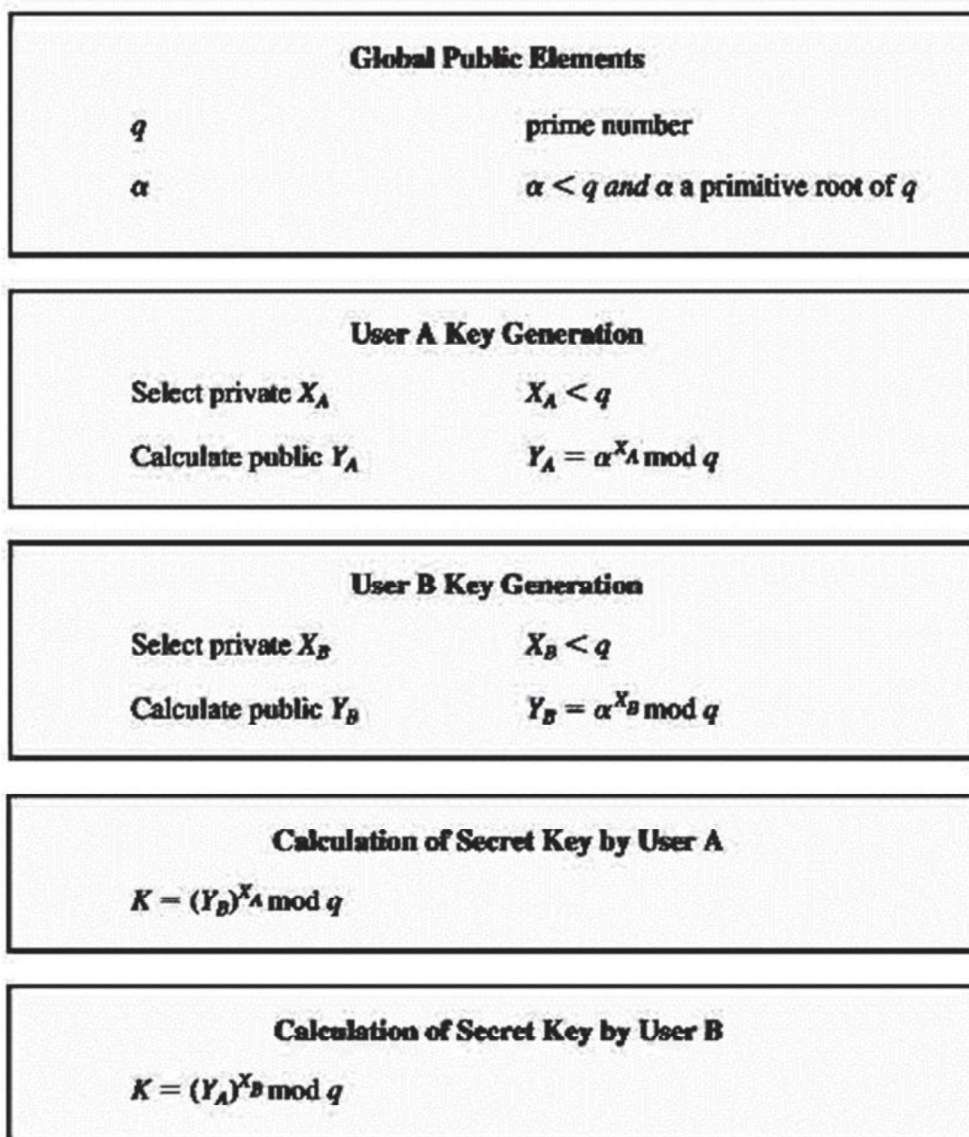 Global Public Elements
q prime number
α α < q and α a primitive root of q
User A Key Generation
Select private X_A X_A < q
Calculate public Y_A Y_A = α^{X_A} mod q
User B Key Generation
Select private X_B X_B < q
Calculate public Y_B Y_B = α^{X_B} mod q
Calculation of Secret Key by User A
K = (Y_B)^{X_A} mod q
Calculation of Secret Key by User B
K = (Y_A)^{X_B} mod q